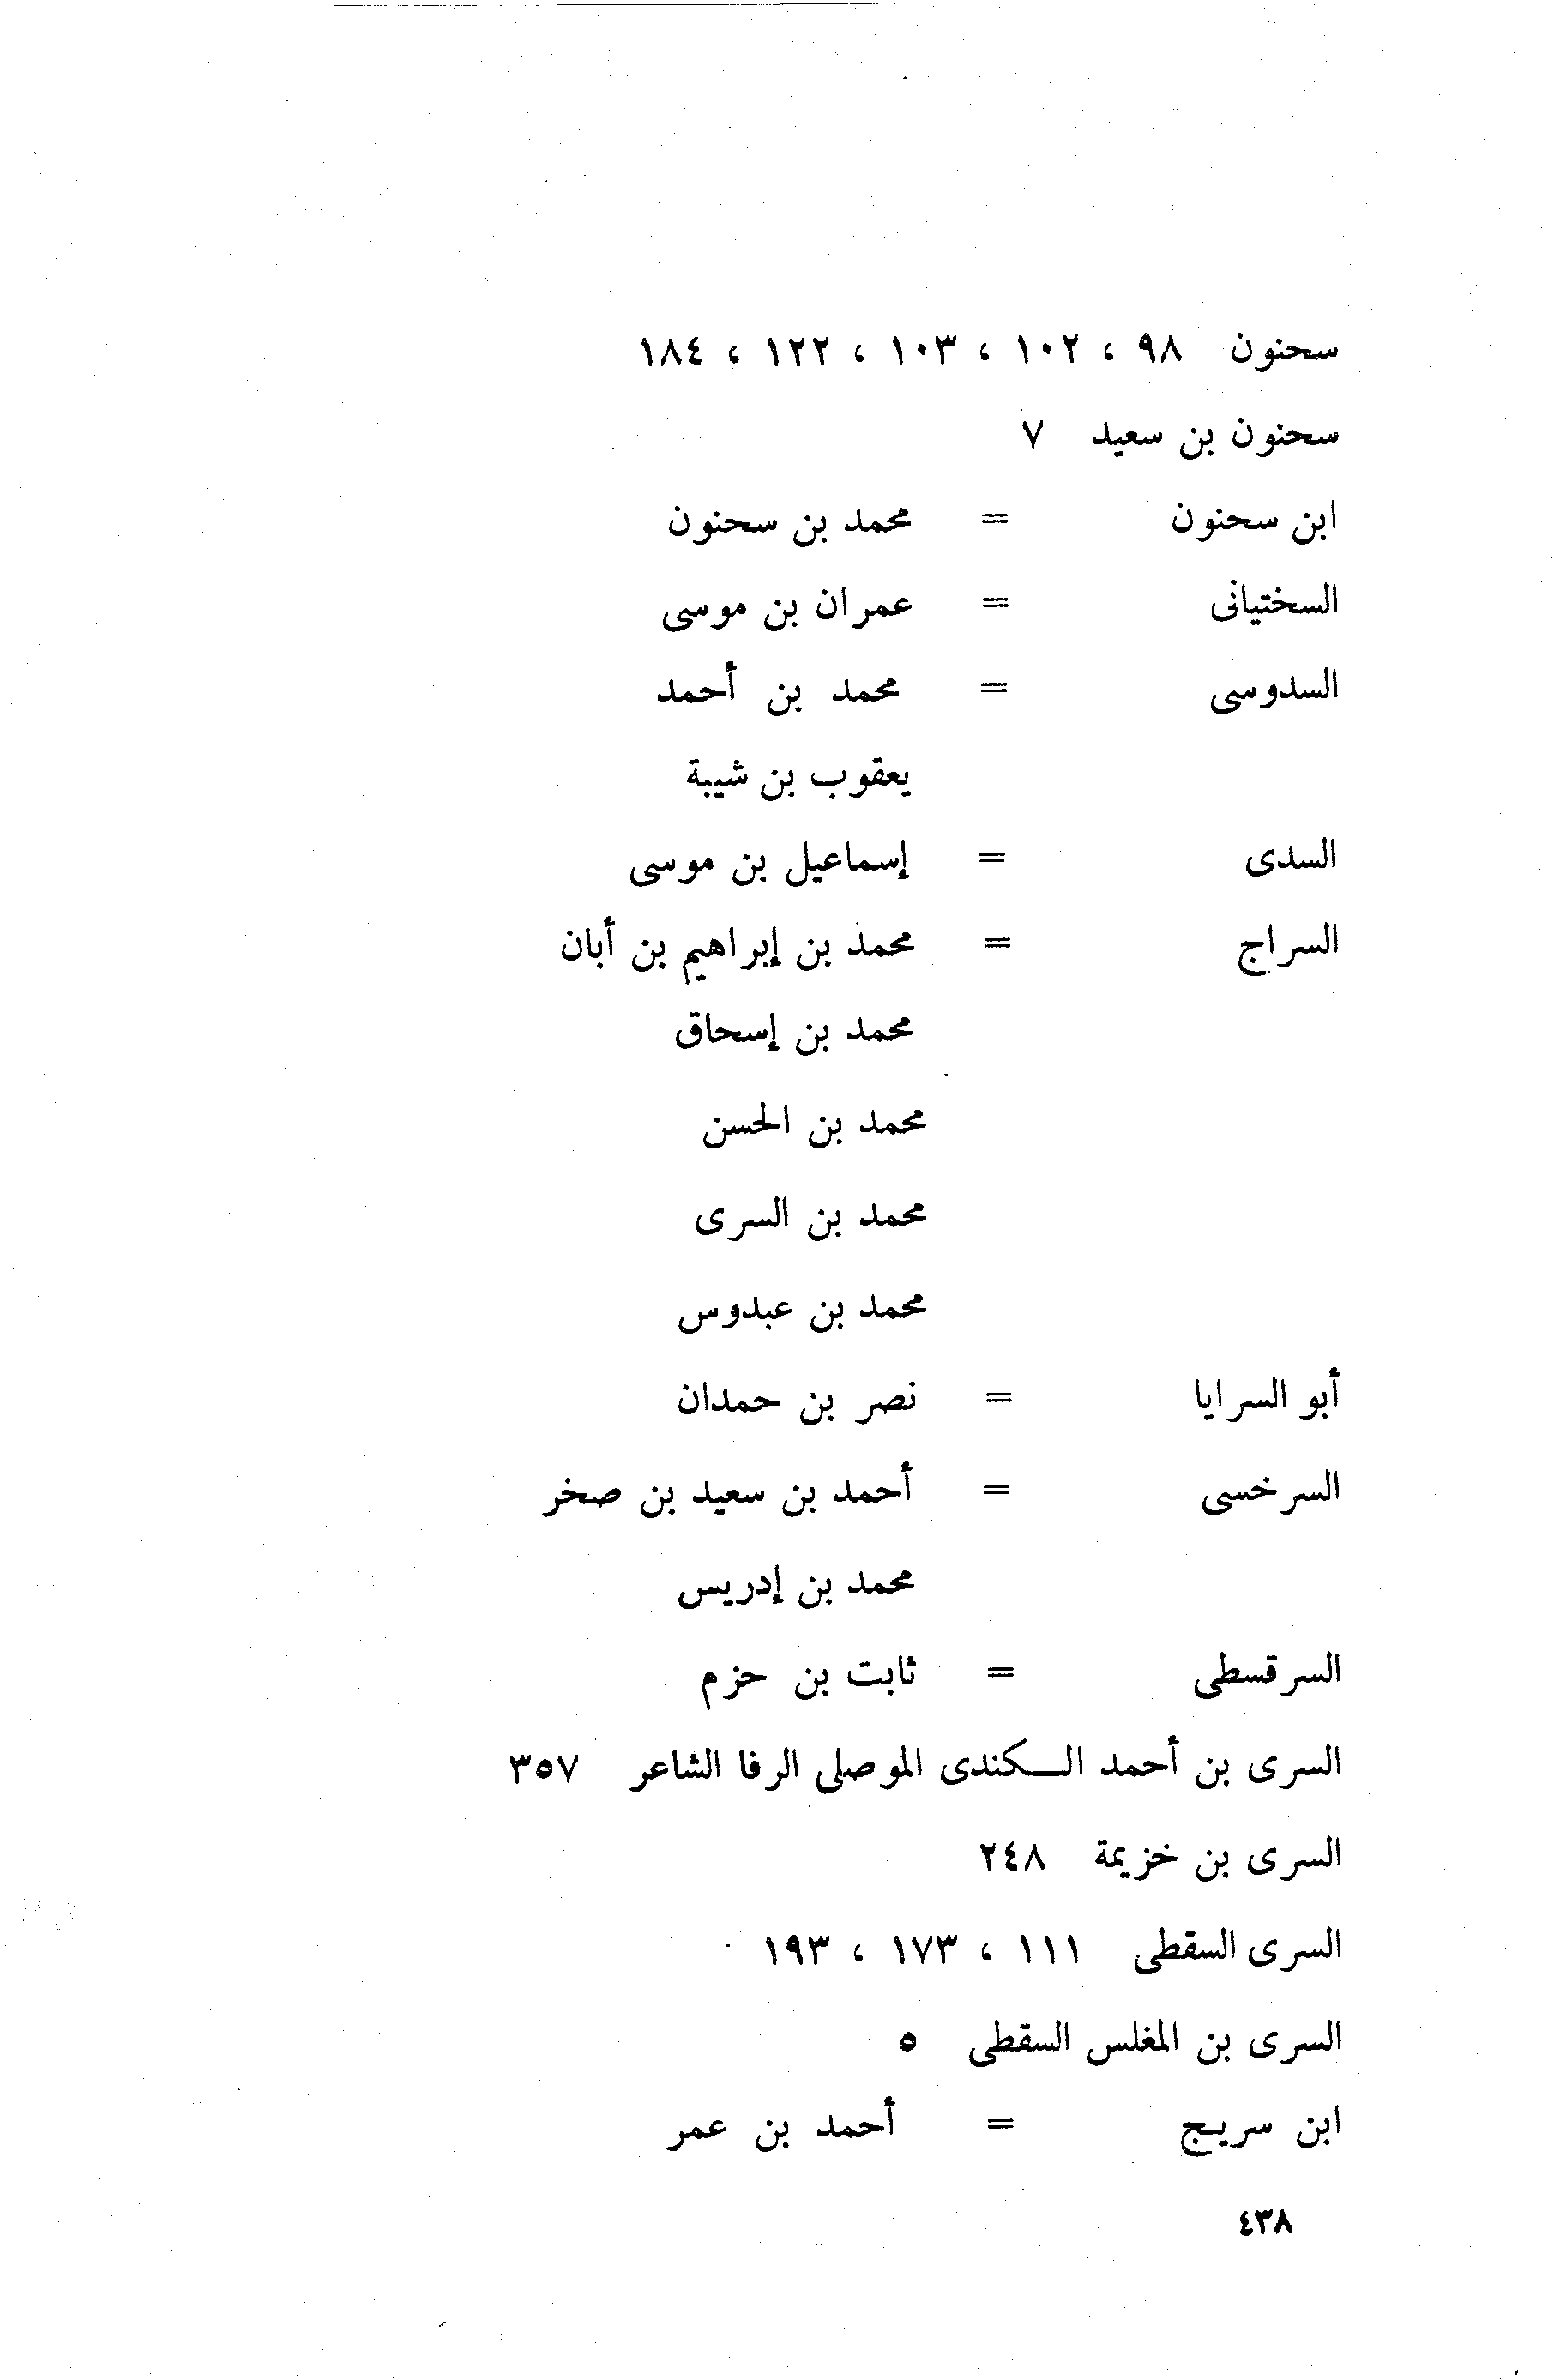 سحنون ٩٨ ، ١٠٢ ، ١٠٣ ، ١٢٢ ، ١٨٤
سحنون بن سعيد ٧
ابن سحنون = محمد بن سحنون
السختيانى = عمران بن موسى
السدوسى = محمد بن أحمد
يعقوب بن شيبة
السدى = إسماعيل بن موسى
السراج = محمد بن إبراهيم بن أبان
محمد بن إسحاق
محمد بن الحسن
محمد بن السرى
محمد بن عبدوس
أبو السرايا = نصر بن حمدان
السرخسى = أحمد بن سعيد بن صخر
محمد بن إدريس
السرقسطى = ثابت بن حزم
السرى بن أحمد الـكندى الموصلى الرفا الشاعر ٣٥٧
السرى بن خزيمة ٢٤٨
السرى السقطى ١١١ ، ١٧٣ ، ١٩٣
السرى بن المغلس السقطى ٥
ابن سريج = أحمد بن عمر
٤٣٨